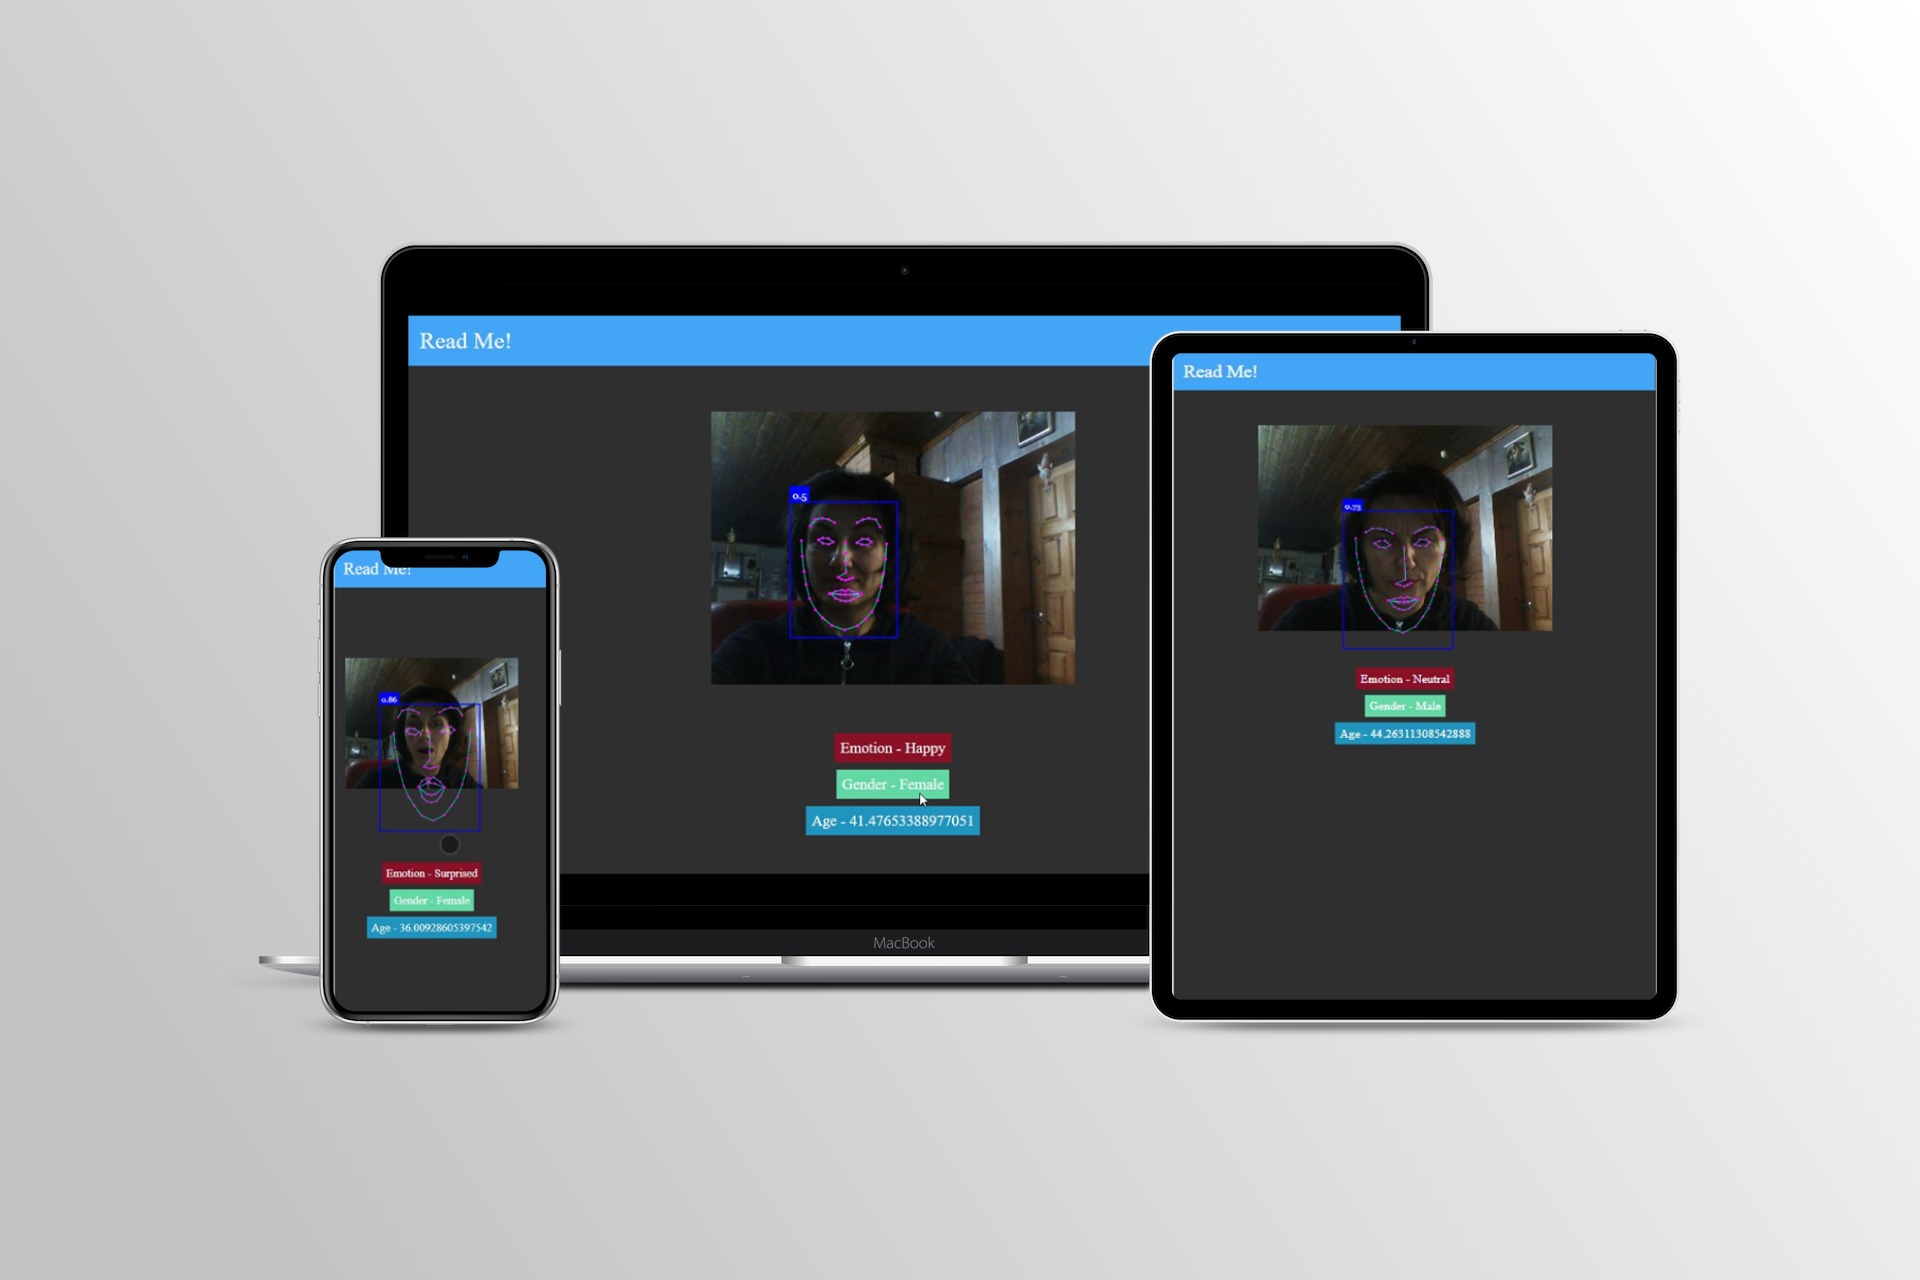 Read Me!
0.5
Emotion - Happy
Gender - Female
Age - 41.47653388977051
MacBook
Read Me!
0.73
Emotion - Neutral
Gender - Male
Age - 44.26311308542888
Read Me!
0.86
Emotion - Surprised
Gender - Female
Age - 36.00928605397542